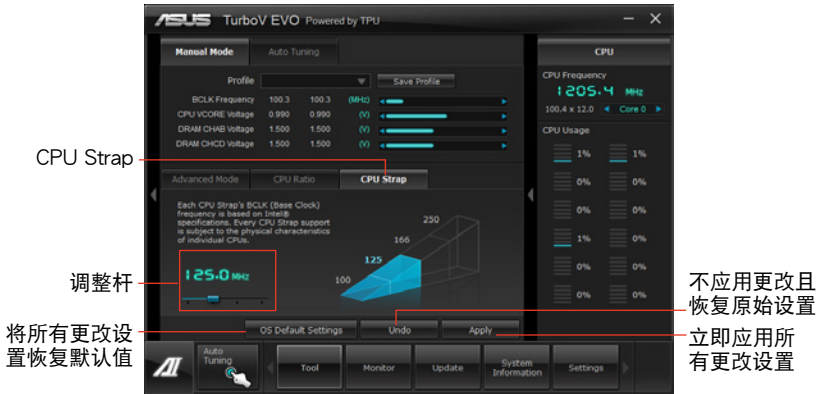 ASUS TurboV EVO Powered by TPU
Manual Mode Auto Tuning
Profile Save Profile
BCLK Frequency 100.3 100.3 (MHz)
CPU VCORE Voltage 0.990 0.990 (V)
DRAM CHAB Voltage 1.500 1.500 (V)
DRAM CHCD Voltage 1.500 1.500 (V)
CPU Strap
Advanced Mode CPU Ratio CPU Strap
Each CPU Strap's BCLK (Base
Clock)
frequency is based on Intel®
specifications. Every CPU Strap support
is subject to the physical characteristics
of individual CPUs.
250
166
125
100
调整杆
125.0 MHz
将所有更改设
置恢复默认值
OS Default Settings Undo Apply
不应用更改且
恢复原始设置
立即应用所
有更改设置
Auto
Tuning
Tool Monitor Update System
Information Settings
CPU
CPU Frequency
1205.4 MHz
100.4 x 12.0 Core 0
CPU Usage
1% 1%
0% 0%
0% 0%
1% 0%
0% 0%
0% 0%